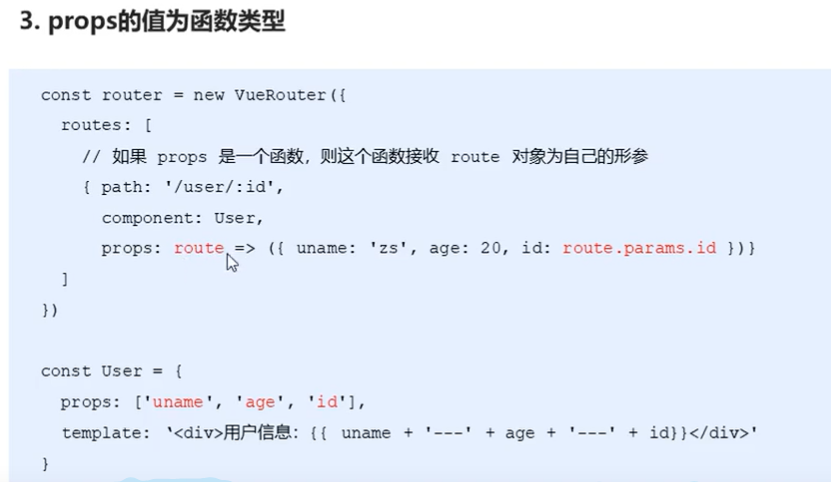 3. props的值为函数类型
const router = new VueRouter({
routes: [
// 如果 props 是一个函数，则这个函数接收 route 对象为自己的形参
{ path: '/user/:id',
component: User,
props: route => ({ uname: 'zs', age: 20, id: route.params.id })}
]
})
const User = {
props: ['uname', 'age', 'id'],
template: '<div>用户信息：{{ uname + '---' + age + '---' + id}}</div>'
}